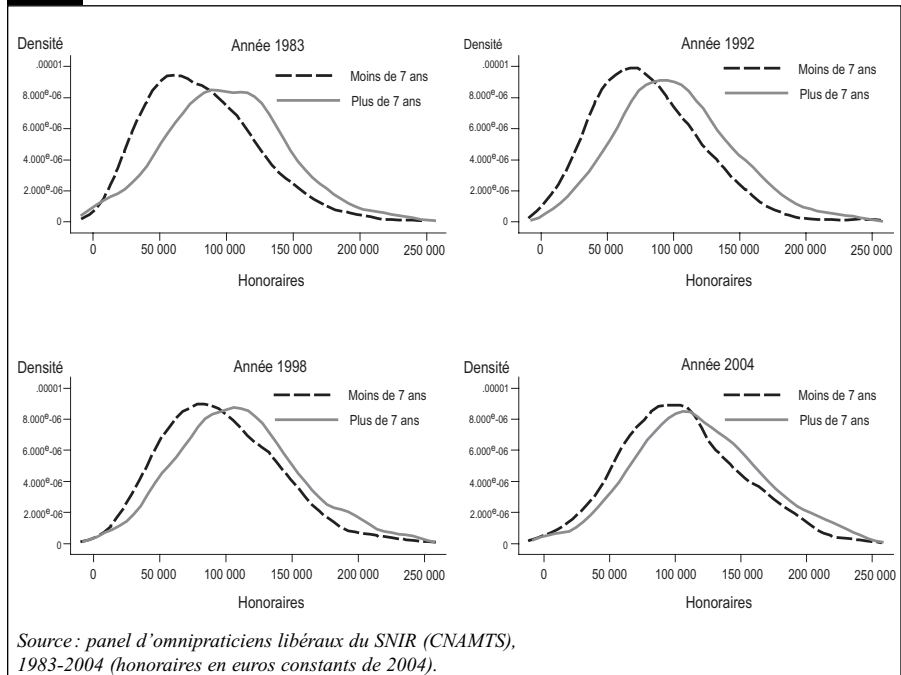 Densité
Année 1983
.00001
8.000e-06
6.000e-06
4.000e-06
2.000e-06
0
Moins de 7 ans
Plus de 7 ans
0 50 000 100 000 150 000 200 000 250 000
Honoraires
Densité
Année 1992
.00001
8.000e-06
6.000e-06
4.000e-06
2.000e-06
0
Moins de 7 ans
Plus de 7 ans
0 50 000 100 000 150 000 200 000 250 000
Honoraires
Densité
Année 1998
.00001
8.000e-06
6.000e-06
4.000e-06
2.000e-06
0
Moins de 7 ans
Plus de 7 ans
0 50 000 100 000 150 000 200 000 250 000
Honoraires
Densité
Année 2004
.00001
8.000e-06
6.000e-06
4.000e-06
2.000e-06
0
Moins de 7 ans
Plus de 7 ans
0 50 000 100 000 150 000 200 000 250 000
Honoraires
Source : panel d’omnipraticiens libéraux du SNIR (CNAMTS),
1983-2004 (honoraires en euros constants de 2004).